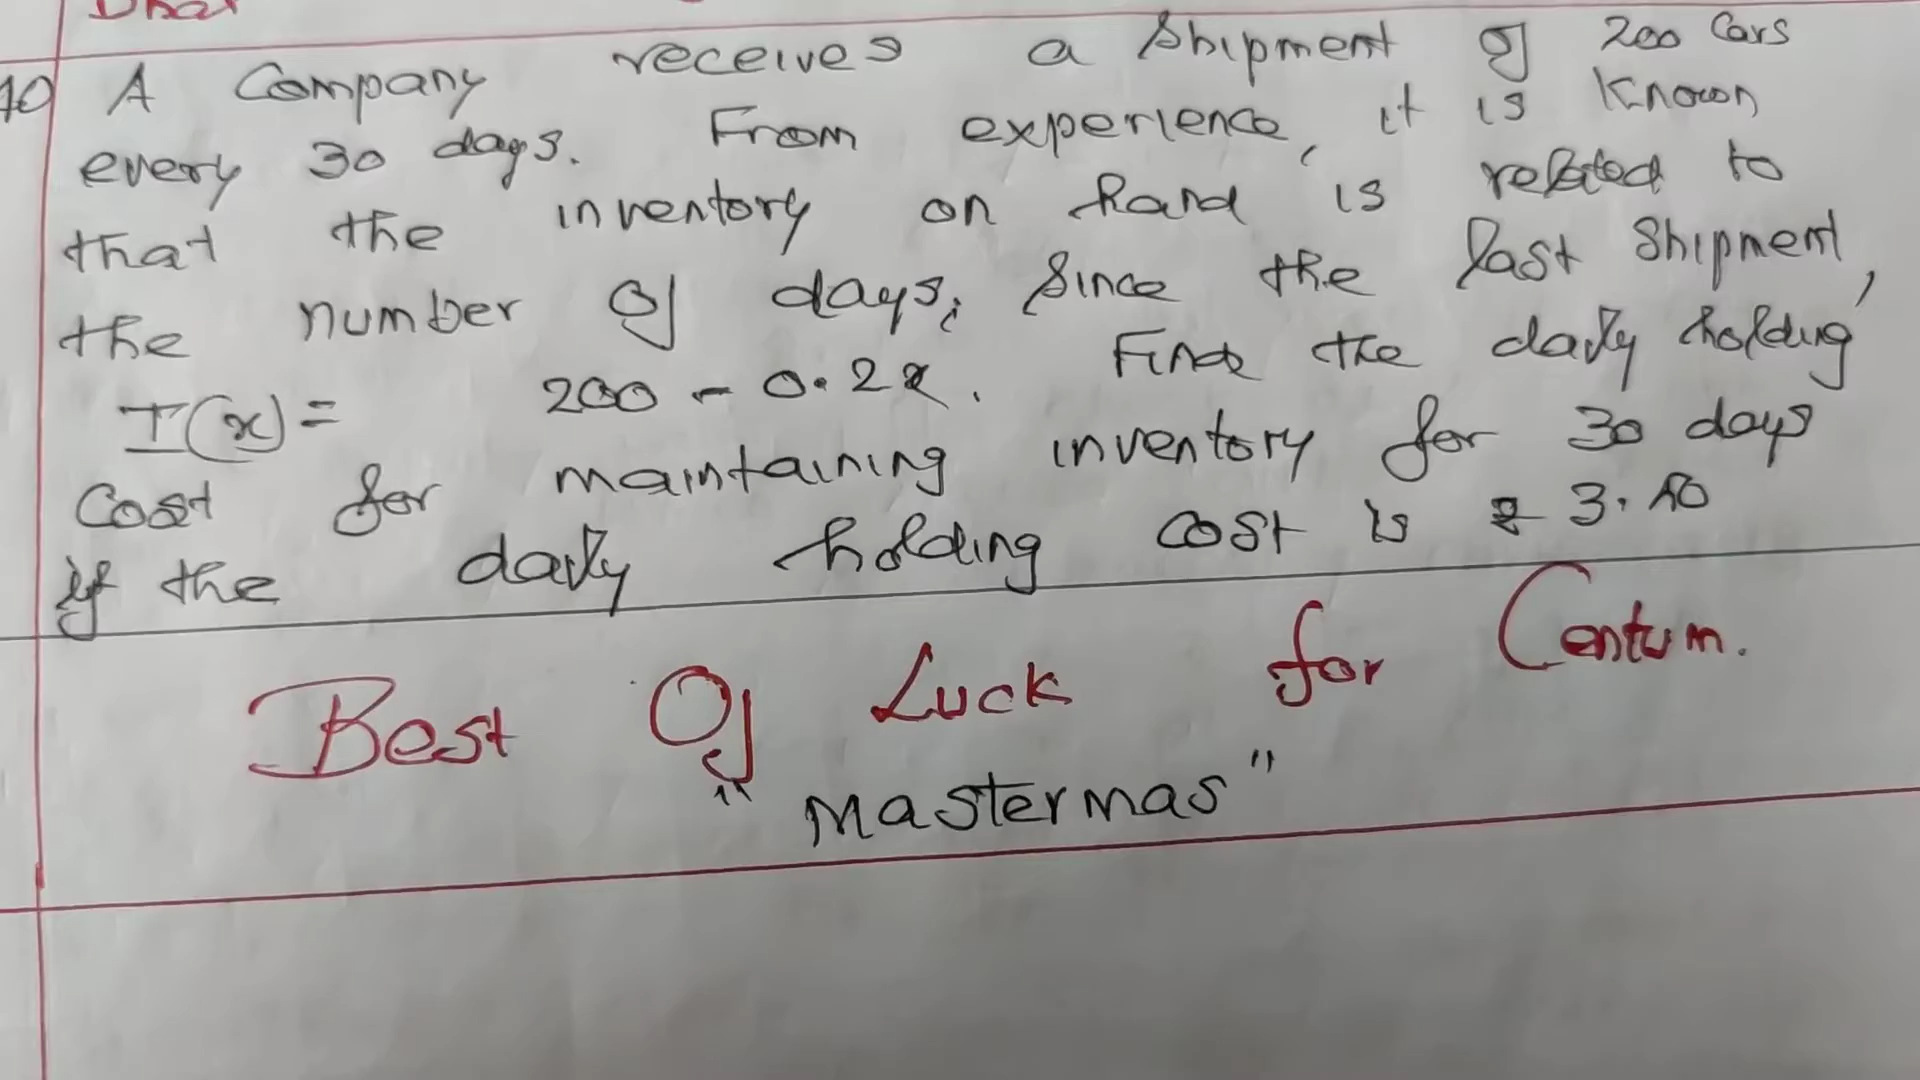 10 A Company receives a Shipment of 200 Cars
every 30 days. From experience, it is known
that the inventory on hand is related to
the number of days, Since the last Shipment,
I(x) = 200 - 0.2x. Find the daily holding
Cost for maintaining inventory for 30 days
if the daily holding cost is ₹ 3.50
Best Of Luck for Centum.
"Mastermas"